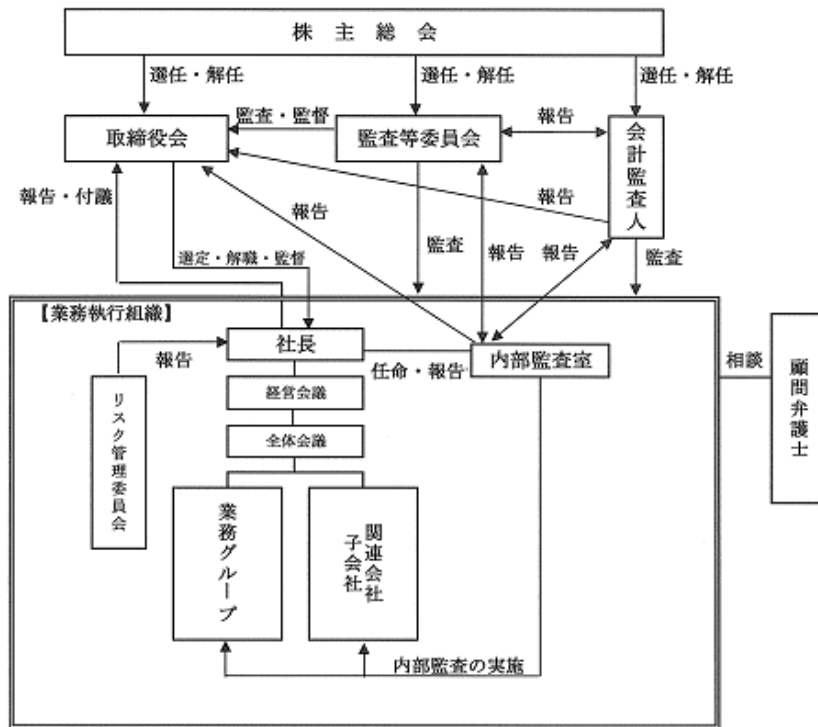 株 主 総 会
選任・解任
選任・解任
選任・解任
取締役会
監査・監督
監査等委員会
報告
会計監査人
報告・付議
報告
報告
選定・解職・監督
監査
報告
報告
監査
【業務執行組織】
社長
報告
任命・報告
内部監査室
相談
顧問弁護士
経営会議
リスク管理委員会
全体会議
業務グループ
関連会社
子会社
内部監査の実施